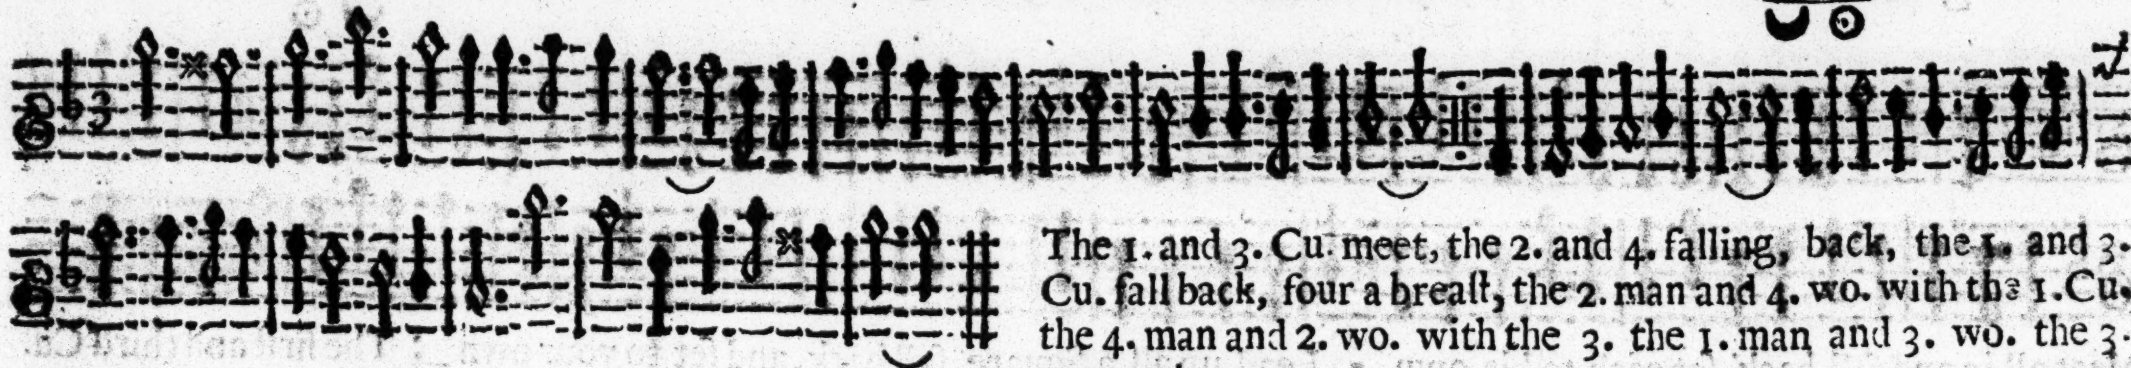 3
The 1. and 3. Cu. meet, the 2. and 4. falling, back, the 1. and 3.
Cu. fall back, four a breaſt, the 2. man and 4. wo. with the 1. Cu.
the 4. man and 2. wo. with the 3. the 1. man and 3. wo. the 3.